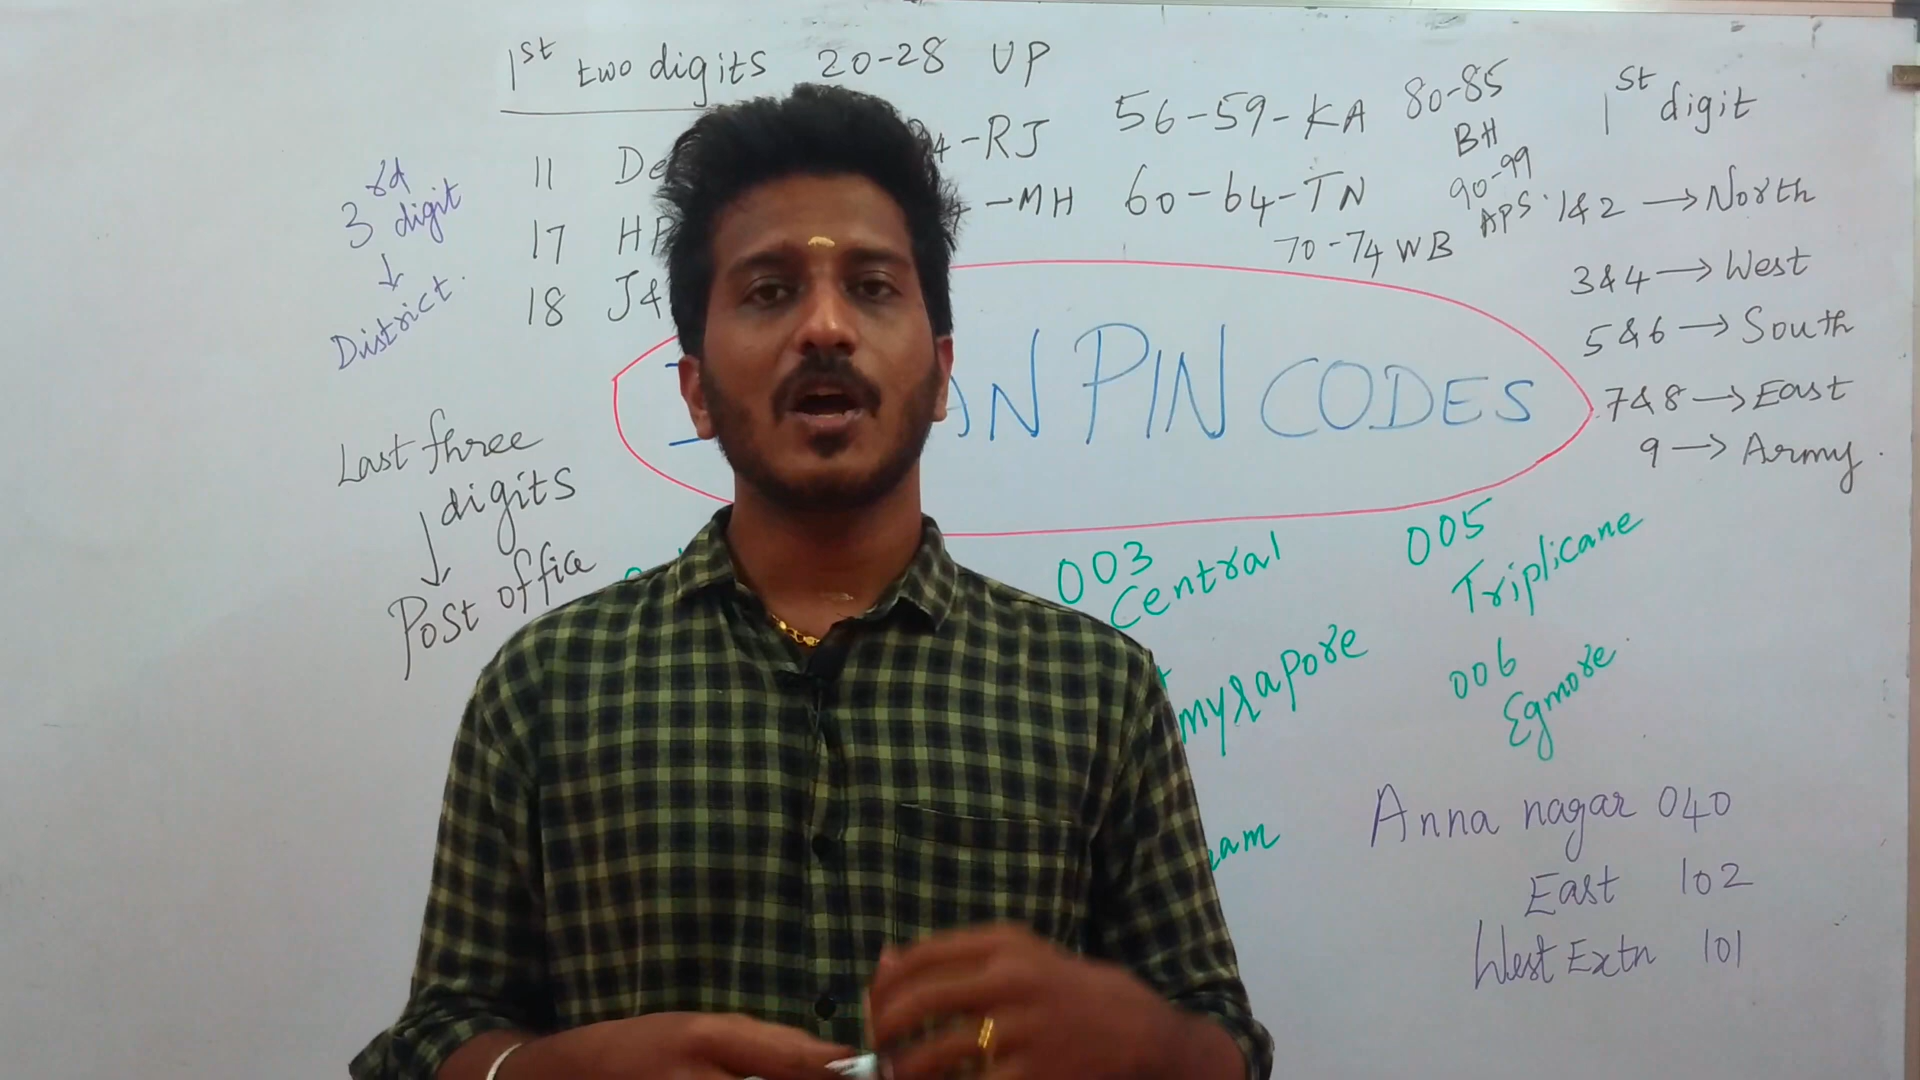 1st two digits 20-28 UP
11
17 HP
18 J&
4-RJ
-MH
56-59-KA
60-64-TN
70-74 WB
80-85
BH
90-99
APS.
1st digit
1&2 → North
3&4 → West
5&6 → South
7&8 → East
9 → Army.
3rd
digit
↓
District.
Last three
digits
↓
Post office
AN PIN CODES
003
Central
005
Triplicane
mylapore
006
Egmore.
am
Anna nagar 040
East 102
West Extn 101